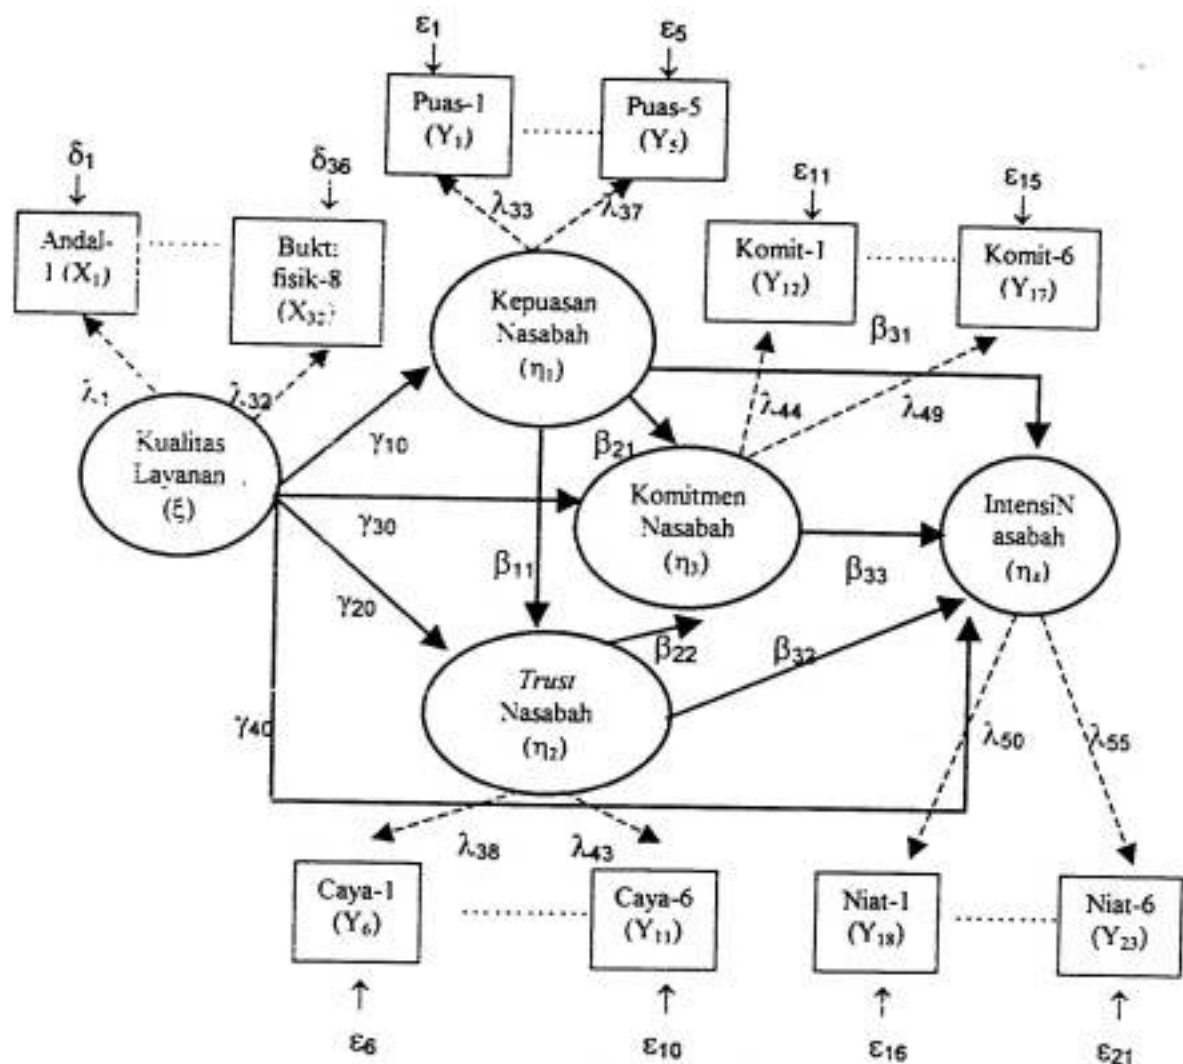 ε1
ε5
Puas-1
(Y1)
Puas-5
(Y5)
δ1
δ36
ε11
ε15
λ33
λ37
Andal-
1 (X1)
Bukt:
fisik-8
(X32)
Komit-1
(Y12)
Komit-6
(Y17)
Kepuasan
Nasabah
(η1)
β31
λ1
λ32
λ44
λ49
γ10
β21
Kualitas
Layanan
(ξ)
Komitmen
Nasabah
(η3)
IntensiN
asabah
(η4)
γ30
β11
β33
γ20
β22
β32
Trust
Nasabah
(η2)
γ40
λ50
λ55
λ38
λ43
Caya-1
(Y6)
Caya-6
(Y11)
Niat-1
(Y18)
Niat-6
(Y23)
ε6
ε10
ε16
ε21